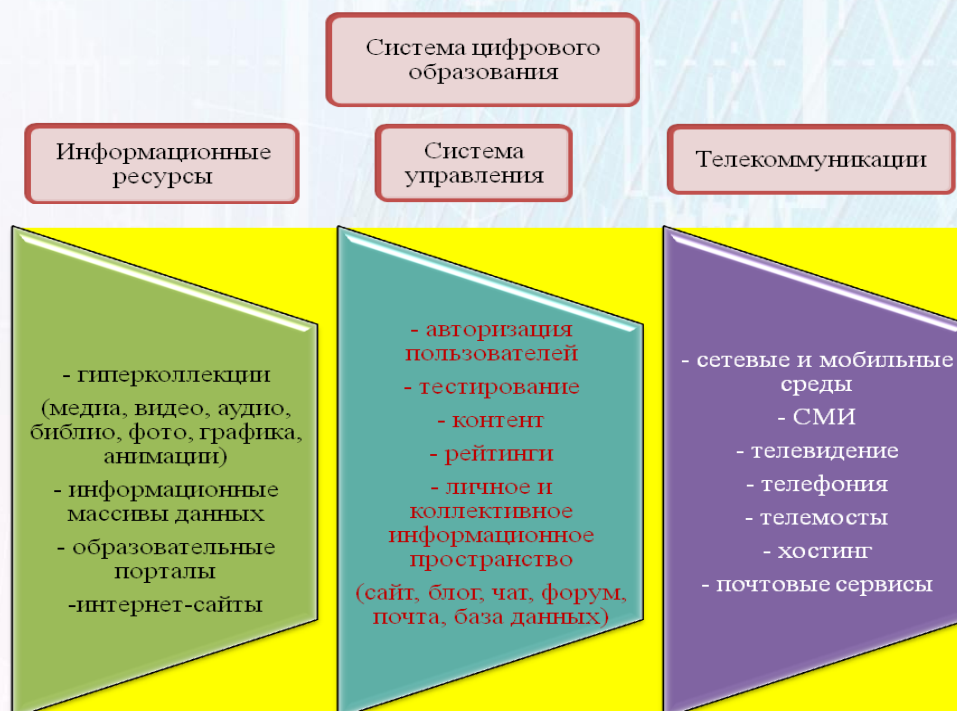 Система цифрового
образования
Информационные
ресурсы
Система
управления
Телекоммуникации
- гиперколлекции
(медиа, видео, аудио,
библио, фото, графика,
анимации)
- информационные
массивы данных
- образовательные
порталы
-интернет-сайты
- авторизация
пользователей
- тестирование
- контент
- рейтинги
- личное и
коллективное
информационное
пространство
(сайт, блог, чат, форум,
почта, база данных)
- сетевые и мобильные
среды
- СМИ
- телевидение
- телефония
- телемосты
- хостинг
- почтовые сервисы